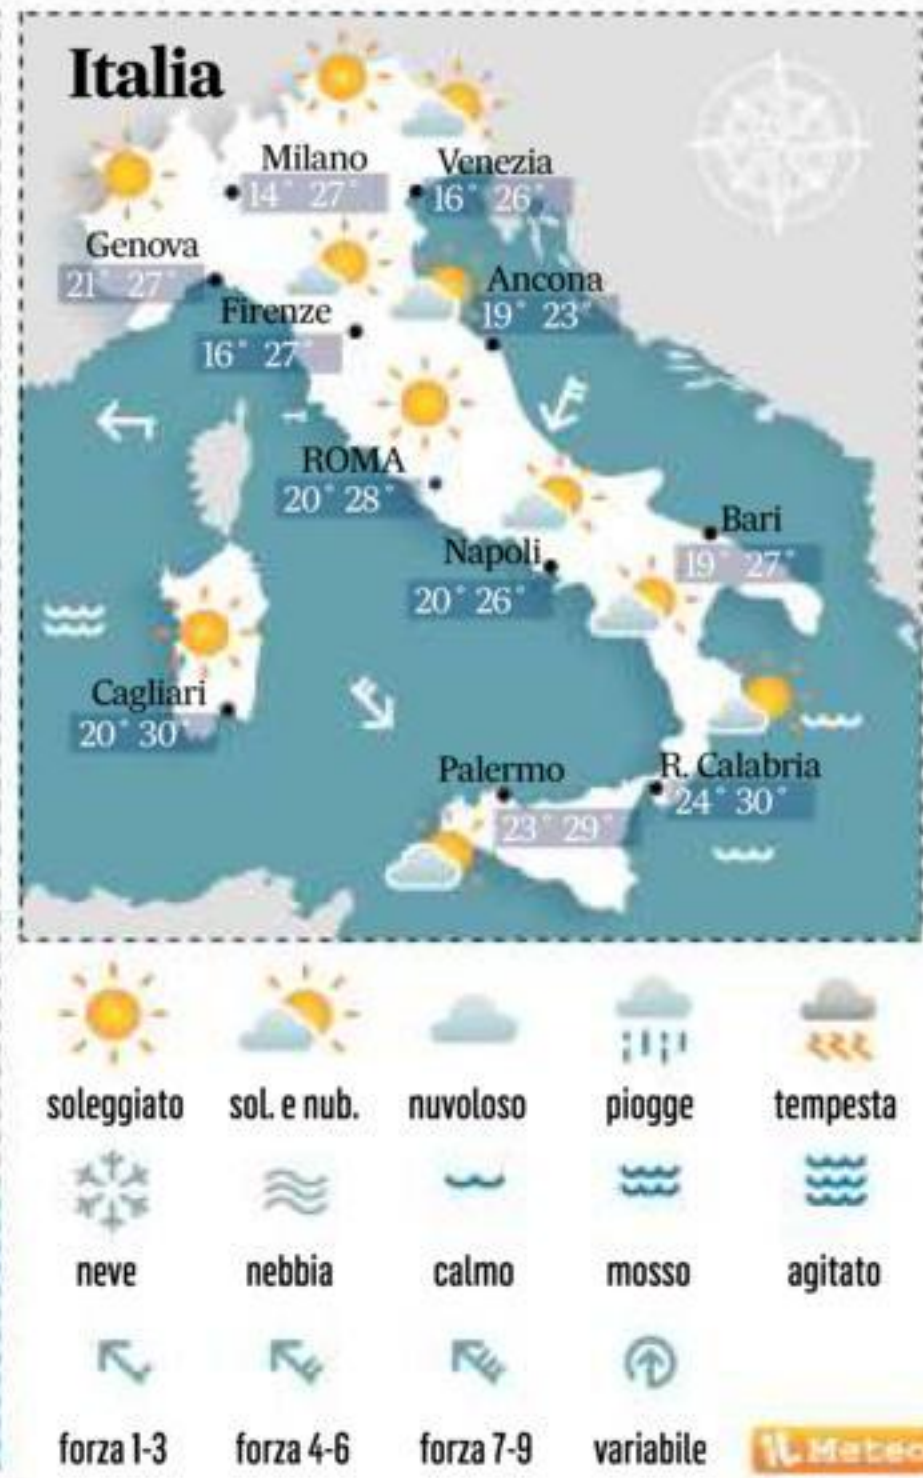 Italia
Milano
14° 27°
Venezia
16° 26°
Genova
21° 27°
Firenze
16° 27°
Ancona
19° 23°
ROMA
20° 28°
Bari
19° 27°
Napoli
20° 26°
Cagliari
20° 30°
Palermo
23° 29°
R. Calabria
24° 30°
soleggiato sol. e nub. nuvoloso piogge tempesta
neve nebbia calmo mosso agitato
forza 1-3 forza 4-6 forza 7-9 variabile
iL Meteo